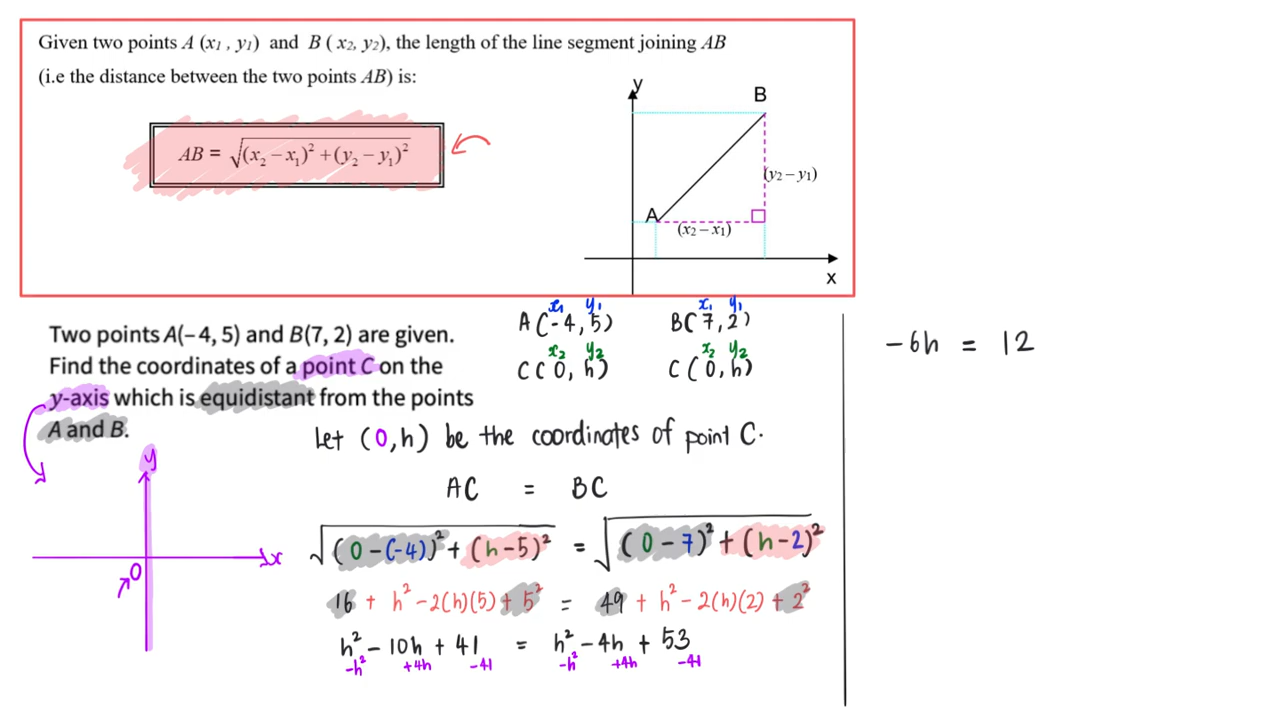 Given two points A (x₁ , y₁) and B ( x₂, y₂), the length of the line segment joining AB
(i.e the distance between the two points AB) is:
AB = √((x₂ – x₁)² + (y₂ – y₁)²)
y
B
(y₂ – y₁)
A
(x₂ – x₁)
x
Two points A(–4, 5) and B(7, 2) are given.
Find the coordinates of a point C on the
y-axis which is equidistant from the points
A and B.
x₁ y₁
A(-4, 5)
x₂ y₂
C(0, h)
x₁ y₁
B(7, 2)
x₂ y₂
C(0, h)
Let (0, h) be the coordinates of point C.
y
x
0
AC = BC
√((0-(-4))² + (h-5)²) = √((0-7)² + (h-2)²)
16 + h² - 2(h)(5) + 5² = 49 + h² - 2(h)(2) + 2²
h² - 10h + 41 = h² - 4h + 53
-h² +4h -41 -h² +4h -41
-6h = 12